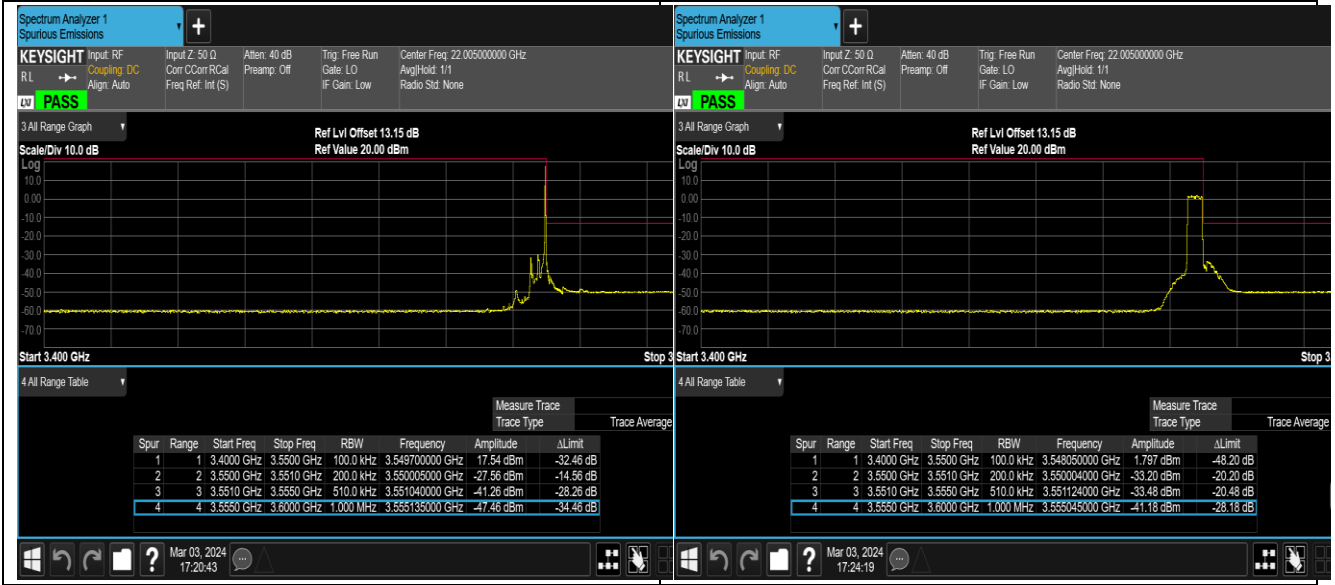 Spectrum Analyzer 1
Spurious Emissions
+
KEYSIGHT Input: RF Input Z: 50 Ω Atten: 40 dB Trig: Free Run Center Freq: 22.005000000 GHz
RL Coupling: DC Corr CCorr RCal Preamp: Off Gate: LO Avg|Hold: 1/1
Align: Auto Freq Ref: Int (S) IF Gain: Low Radio Std: None
LXI PASS
3 All Range Graph
Ref Lvl Offset 13.15 dB
Scale/Div 10.0 dB Ref Value 20.00 dBm
Log
10.0
0.00
-10.0
-20.0
-30.0
-40.0
-50.0
-60.0
-70.0
Start 3.400 GHz Stop 3
4 All Range Table
Measure Trace
Trace Type Trace Average
Spur Range Start Freq Stop Freq RBW Frequency Amplitude ΔLimit
1 1 3.4000 GHz 3.5500 GHz 100.0 kHz 3.549700000 GHz 17.54 dBm -32.46 dB
2 2 3.5500 GHz 3.5510 GHz 200.0 kHz 3.550005000 GHz -27.56 dBm -14.56 dB
3 3 3.5510 GHz 3.5550 GHz 510.0 kHz 3.551040000 GHz -41.26 dBm -28.26 dB
4 4 3.5550 GHz 3.6000 GHz 1.000 MHz 3.555135000 GHz -47.46 dBm -34.46 dB
? Mar 03, 2024
17:20:43
Spectrum Analyzer 1
Spurious Emissions
+
KEYSIGHT Input: RF Input Z: 50 Ω Atten: 40 dB Trig: Free Run Center Freq: 22.005000000 GHz
RL Coupling: DC Corr CCorr RCal Preamp: Off Gate: LO Avg|Hold: 1/1
Align: Auto Freq Ref: Int (S) IF Gain: Low Radio Std: None
LXI PASS
3 All Range Graph
Ref Lvl Offset 13.15 dB
Scale/Div 10.0 dB Ref Value 20.00 dBm
Log
10.0
0.00
-10.0
-20.0
-30.0
-40.0
-50.0
-60.0
-70.0
Start 3.400 GHz Stop 3.
4 All Range Table
Measure Trace
Trace Type Trace Average
Spur Range Start Freq Stop Freq RBW Frequency Amplitude ΔLimit
1 1 3.4000 GHz 3.5500 GHz 100.0 kHz 3.548050000 GHz 1.797 dBm -48.20 dB
2 2 3.5500 GHz 3.5510 GHz 200.0 kHz 3.550004000 GHz -33.20 dBm -20.20 dB
3 3 3.5510 GHz 3.5550 GHz 510.0 kHz 3.551124000 GHz -33.48 dBm -20.48 dB
4 4 3.5550 GHz 3.6000 GHz 1.000 MHz 3.555045000 GHz -41.18 dBm -28.18 dB
? Mar 03, 2024
17:24:19